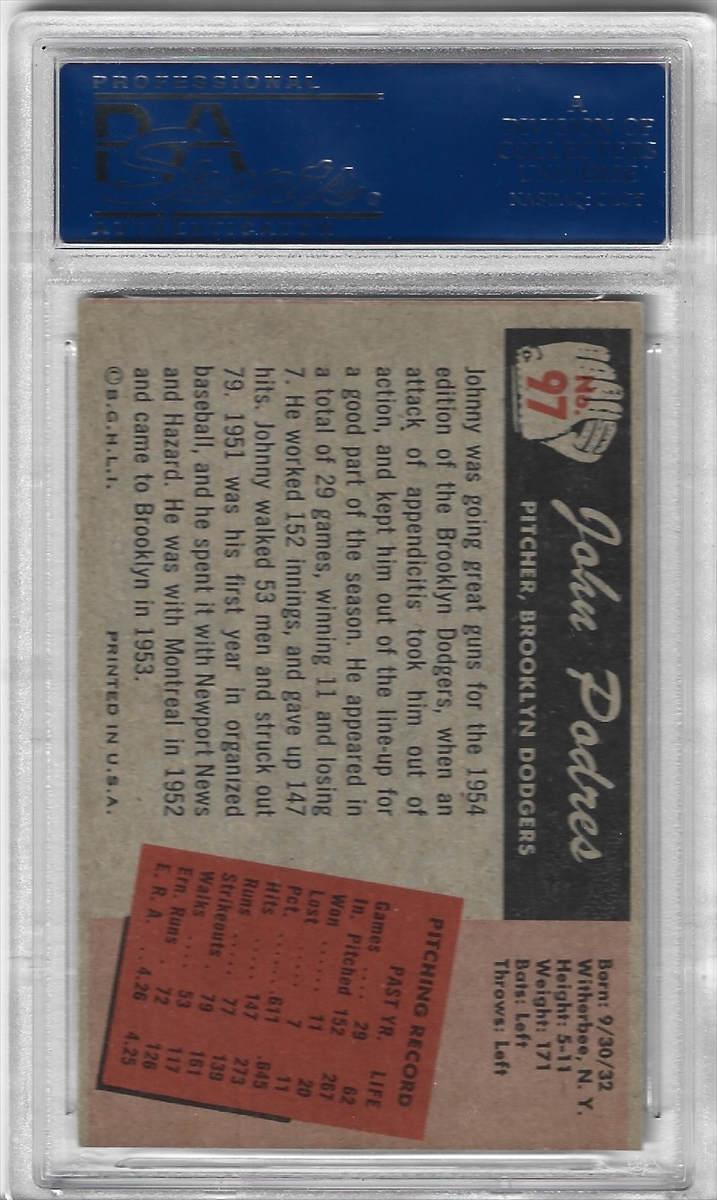 PROFESSIONAL
PSA
AUTHENTICATOR
A
DIVISION OF
COLLECTORS
UNIVERSE
NASDAQ: CLCT
No.
97
John Podres
PITCHER, BROOKLYN DODGERS
Born: 9/30/32
Witherbee, N. Y.
Height: 5-11
Weight: 171
Bats: Left
Throws: Left
Johnny was going great guns for the 1954
edition of the Brooklyn Dodgers, when an
attack of appendicitis took him out of
action, and kept him out of the line-up for
a good part of the season. He appeared in
a total of 29 games, winning 11 and losing
7. He worked 152 innings, and gave up 147
hits. Johnny walked 53 men and struck out
79. 1951 was his first year in organized
baseball, and he spent it with Newport News
and Hazard. He was with Montreal in 1952
and came to Brooklyn in 1953.
© B.G.H.L.I.
PRINTED IN U.S.A.
PITCHING RECORD
PAST YR. LIFE
Games .... 29 62
In. Pitched 152 267
Won ...... 11 20
Lost ...... 7 11
Pct. ..... .611 .645
Hits ..... 147 273
Runs ..... 77 139
Strikeouts . 79 161
Walks .... 53 117
Ern. Runs . 72 126
E. R. A. .. 4.26 4.25